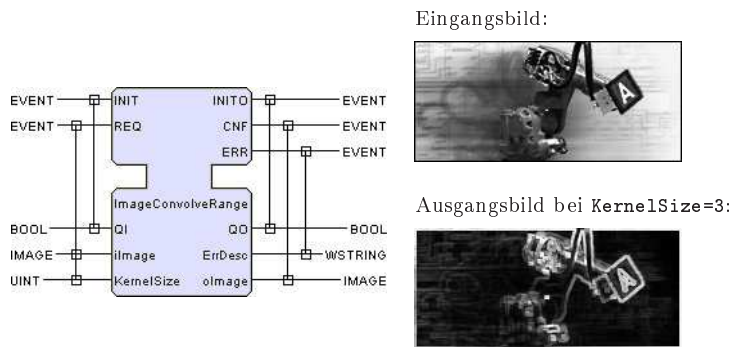 Eingangsbild:
EVENT INIT INITO EVENT
EVENT REQ CNF EVENT
ERR EVENT
A
ImageConvolveRange
BOOL QI QO BOOL
IMAGE iImage ErrDesc WSTRING
UINT KernelSize oImage IMAGE
Ausgangsbild bei KernelSize=3:
A